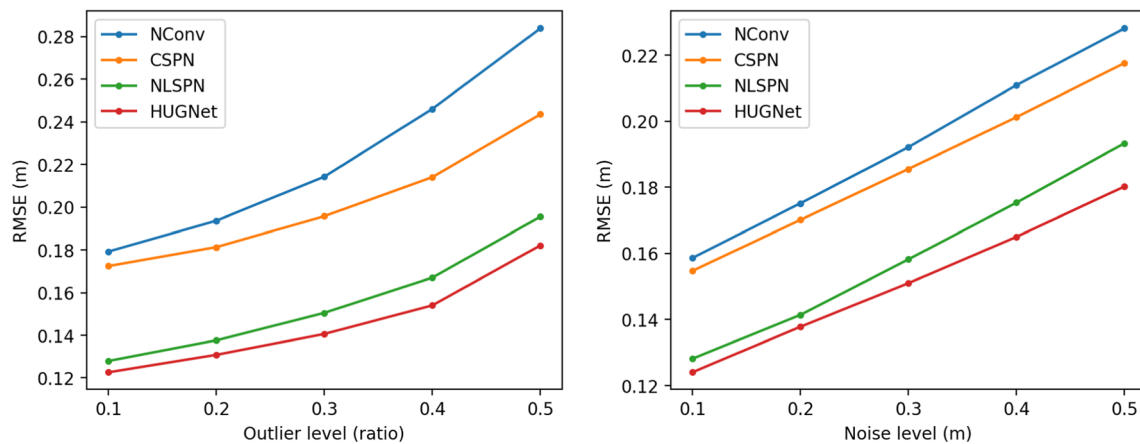 0.28
0.26
0.24
0.22
0.20
0.18
0.16
0.14
0.12
RMSE (m)
NConv
CSPN
NLSPN
HUGNet
0.1 0.2 0.3 0.4 0.5
Outlier level (ratio)
0.22
0.20
0.18
0.16
0.14
0.12
RMSE (m)
NConv
CSPN
NLSPN
HUGNet
0.1 0.2 0.3 0.4 0.5
Noise level (m)